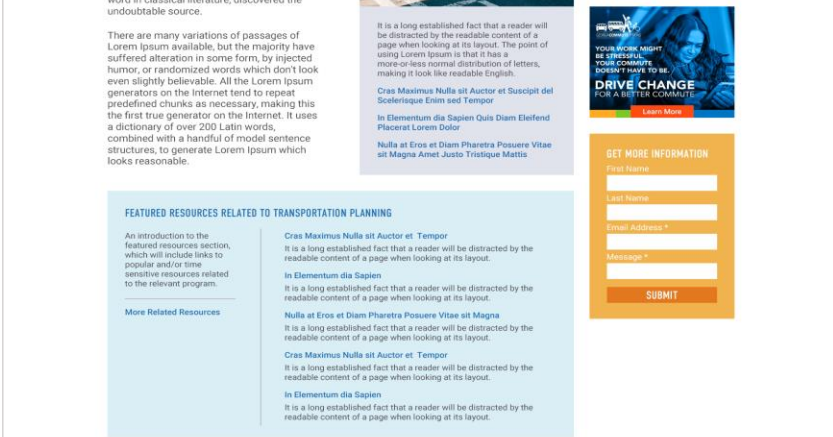 word in classical literature, discovered the
undoubtable source.
There are many variations of passages of
Lorem Ipsum available, but the majority have
suffered alteration in some form, by injected
humor, or randomized words which don't look
even slightly believable. All the Lorem Ipsum
generators on the Internet tend to repeat
predefined chunks as necessary, making this
the first true generator on the Internet. It uses
a dictionary of over 200 Latin words,
combined with a handful of model sentence
structures, to generate Lorem Ipsum which
looks reasonable.
It is a long established fact that a reader will
be distracted by the readable content of a
page when looking at its layout. The point of
using Lorem Ipsum is that it has a
more-or-less normal distribution of letters,
making it look like readable English.
Cras Maximus Nulla sit Auctor et Suscipit del
Scelerisque Enim sed Tempor
In Elementum dia Sapien Quis Diam Eleifend
Placerat Lorem Dolor
Nulla at Eros et Diam Pharetra Posuere Vitae
sit Magna Amet Justo Tristique Mattis
YOUR WORK MIGHT
BE STRESSFUL.
YOUR COMMUTE
DOESN'T HAVE TO BE.
DRIVE CHANGE
FOR A BETTER COMMUTE
Learn More
GET MORE INFORMATION
First Name
Last Name
Email Address *
Message *
SUBMIT
FEATURED RESOURCES RELATED TO TRANSPORTATION PLANNING
An introduction to the
featured resources section,
which will include links to
popular and/or time
sensitive resources related
to the relevant program.
More Related Resources
Cras Maximus Nulla sit Auctor et Tempor
It is a long established fact that a reader will be distracted by the
readable content of a page when looking at its layout.
In Elementum dia Sapien
It is a long established fact that a reader will be distracted by the
readable content of a page when looking at its layout.
Nulla at Eros et Diam Pharetra Posuere Vitae sit Magna
It is a long established fact that a reader will be distracted by the
readable content of a page when looking at its layout.
Cras Maximus Nulla sit Auctor et Tempor
It is a long established fact that a reader will be distracted by the
readable content of a page when looking at its layout.
In Elementum dia Sapien
It is a long established fact that a reader will be distracted by the
readable content of a page when looking at its layout.